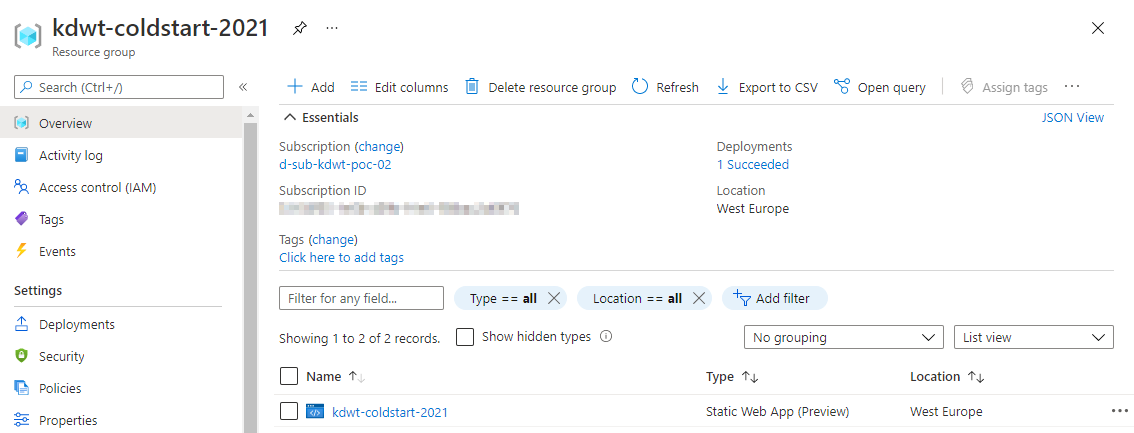 kdwt-coldstart-2021
Resource group
Search (Ctrl+/)
Overview
Activity log
Access control (IAM)
Tags
Events
Settings
Deployments
Security
Policies
Properties
Add
Edit columns
Delete resource group
Refresh
Export to CSV
Open query
Assign tags
Essentials
JSON View
Subscription (change)
d-sub-kdwt-poc-02
Subscription ID
Tags (change)
Click here to add tags
Deployments
1 Succeeded
Location
West Europe
Filter for any field...
Type == all
Location == all
Add filter
Showing 1 to 2 of 2 records.
Show hidden types
No grouping
List view
Name Type Location
kdwt-coldstart-2021 Static Web App (Preview) West Europe